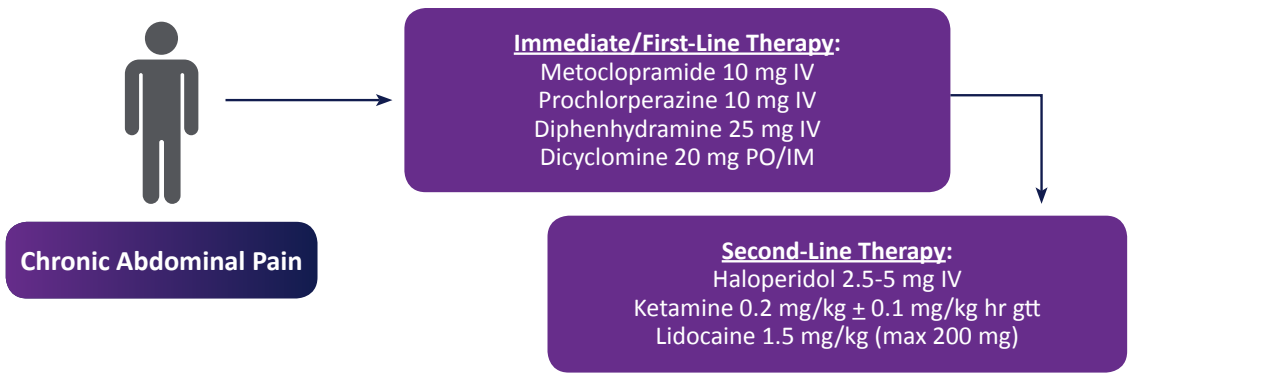 Immediate/First-Line Therapy:
Metoclopramide 10 mg IV
Prochlorperazine 10 mg IV
Diphenhydramine 25 mg IV
Dicyclomine 20 mg PO/IM
Chronic Abdominal Pain
Second-Line Therapy:
Haloperidol 2.5-5 mg IV
Ketamine 0.2 mg/kg ± 0.1 mg/kg hr gtt
Lidocaine 1.5 mg/kg (max 200 mg)